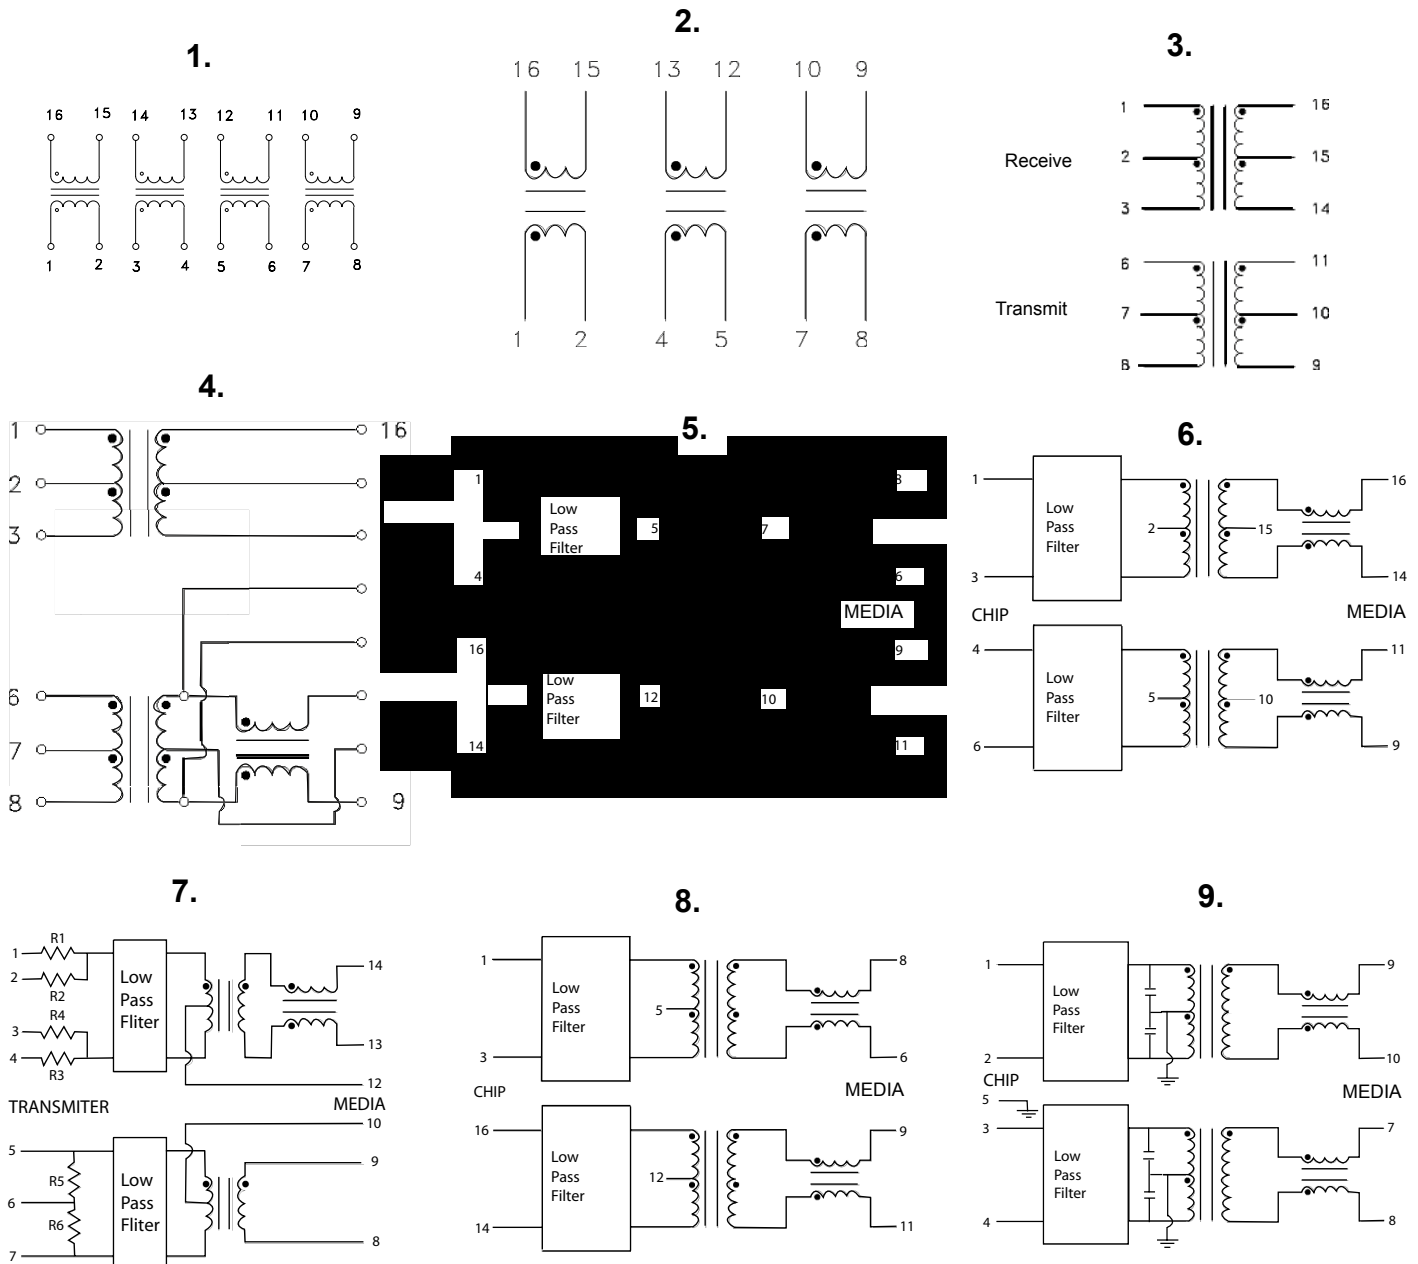 1.
16 15 14 13 12 11 10 9
1 2 3 4 5 6 7 8
2.
16 15 13 12 10 9
1 2 4 5 7 8
3.
1 16
Receive
2 15
3 14
6 11
Transmit
7 10
8 9
4.
1 16
2
3
6
7
8 9
5.
1 8
Low
Pass
Filter
5 7
4 6
MEDIA
16 9
Low
Pass
Filter
12 10
14 11
6.
1 16
Low
Pass
Filter
2 15
3 14
CHIP MEDIA
4 11
Low
Pass
Filter
5 10
6 9
7.
R1
1 14
2
R2
Low
Pass
Fliter
R4
3 13
4
R3
12
TRANSMITER MEDIA
10
5 9
R5
Low
Pass
Fliter
6
R6
7 8
8.
1 8
Low
Pass
Filter
5
3 6
CHIP MEDIA
16 9
Low
Pass
Filter
12
14 11
9.
1 9
Low
Pass
Filter
2 10
CHIP MEDIA
5
3 7
Low
Pass
Filter
4 8